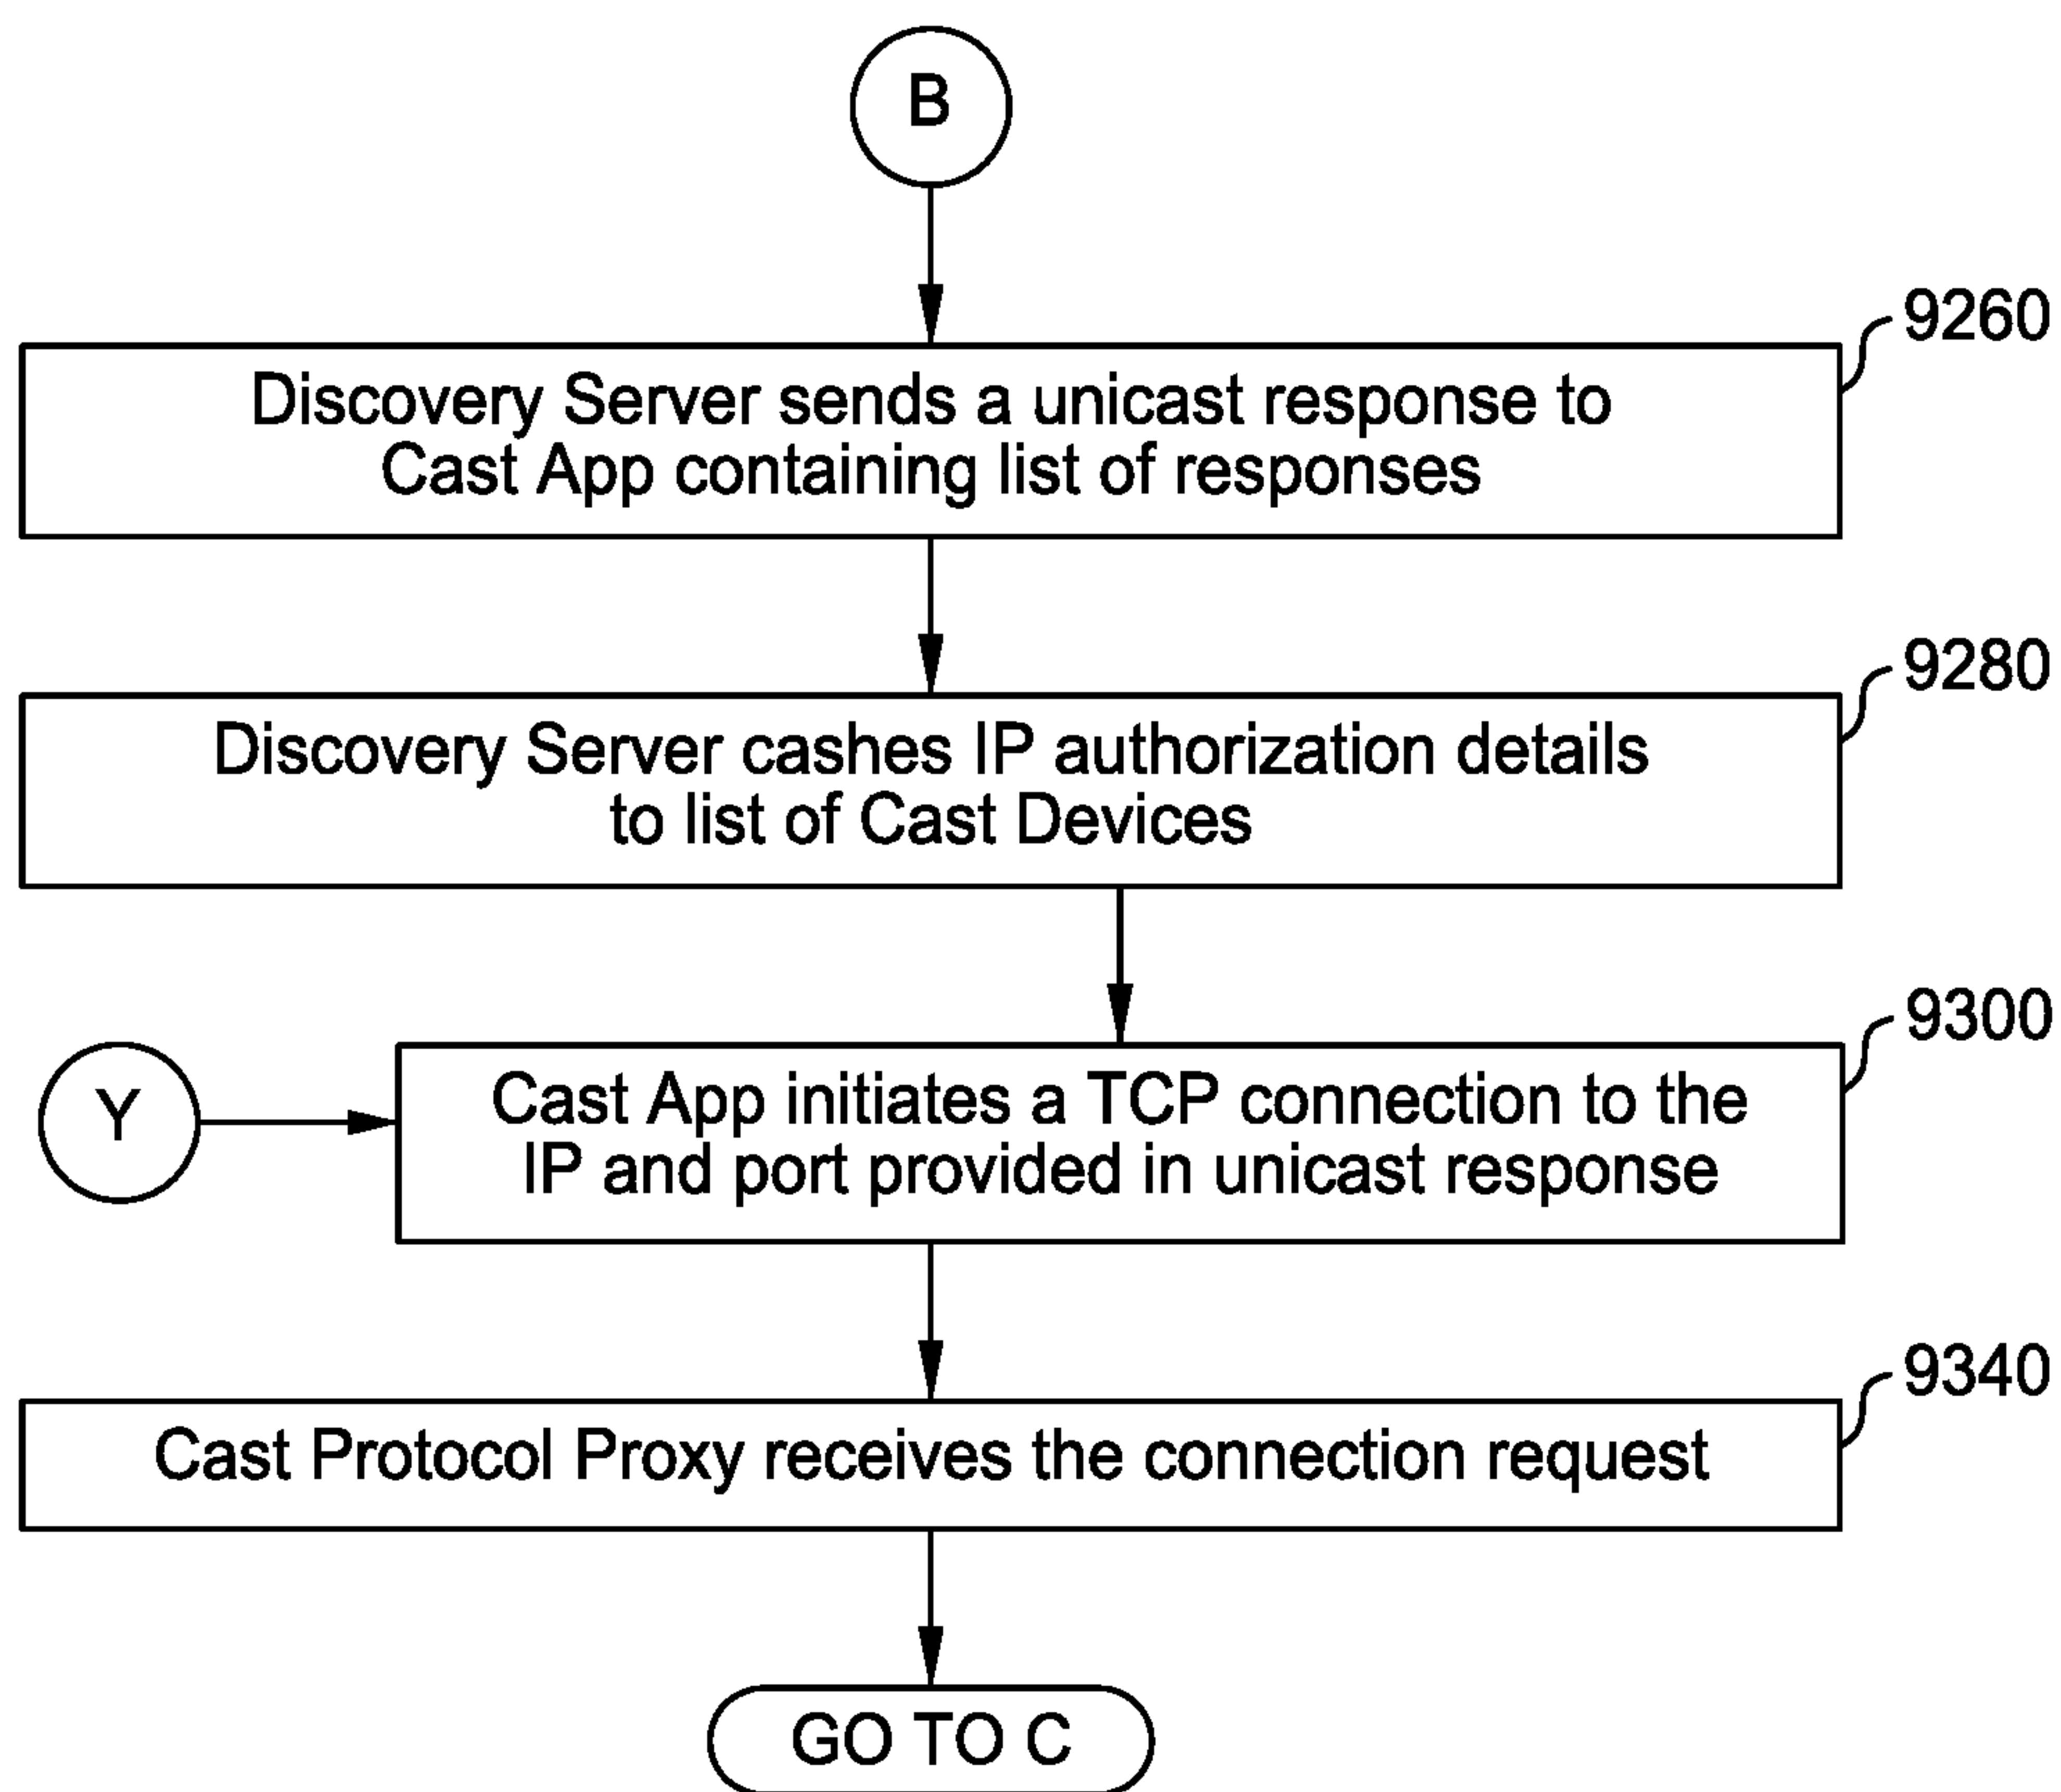 B
9260
Discovery Server sends a unicast response to
Cast App containing list of responses
9280
Discovery Server cashes IP authorization details
to list of Cast Devices
9300
Y
Cast App initiates a TCP connection to the
IP and port provided in unicast response
9340
Cast Protocol Proxy receives the connection request
GO TO C